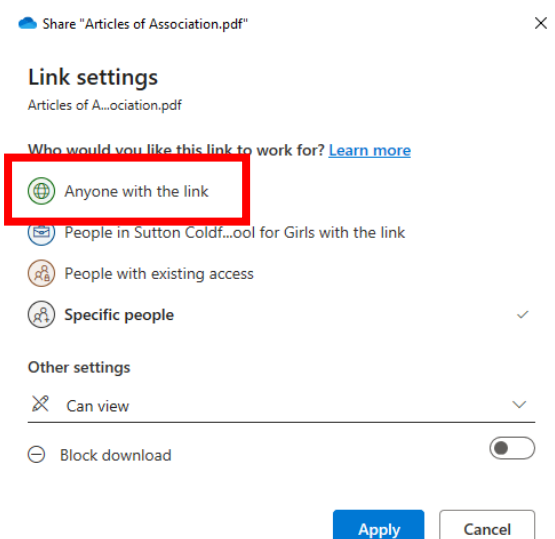 Share "Articles of Association.pdf"
Link settings
Articles of A...ociation.pdf
Who would you like this link to work for? Learn more
Anyone with the link
People in Sutton Coldf...ool for Girls with the link
People with existing access
Specific people
Other settings
Can view
Block download
Apply Cancel